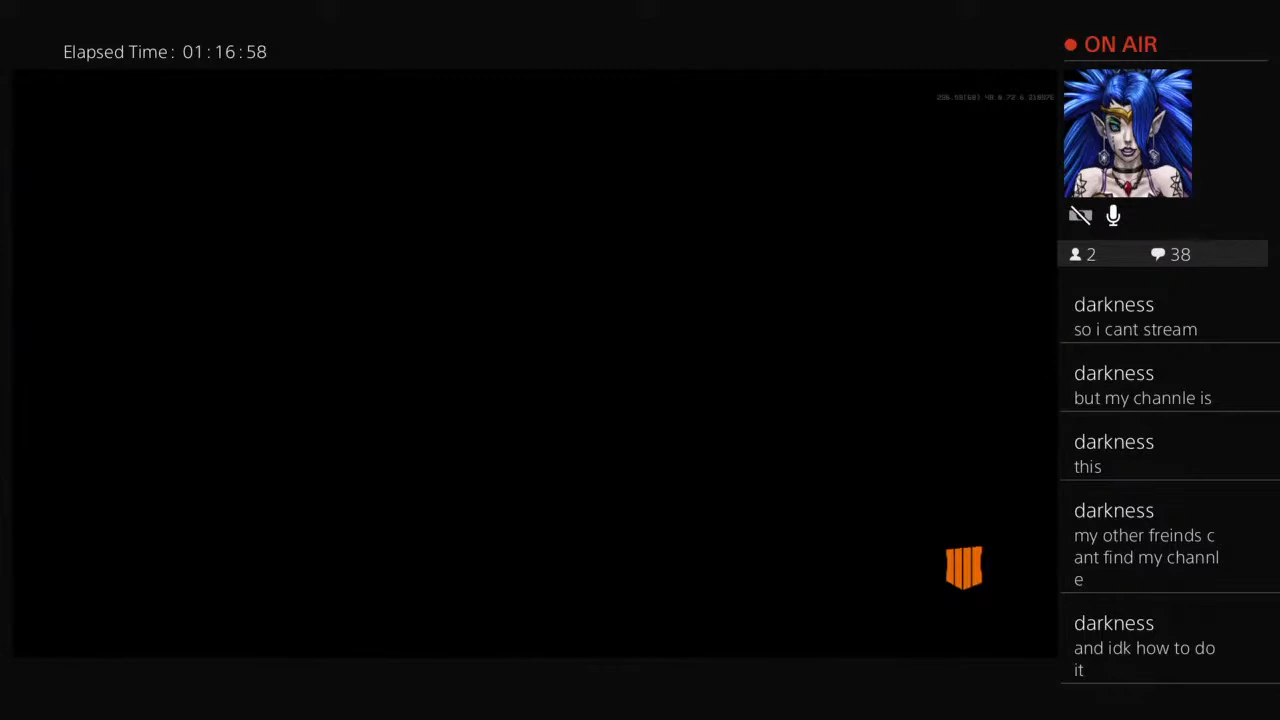 Elapsed Time: 01:16:58
ON AIR
2
38
darkness
so i cant stream
darkness
but my channle is
darkness
this
darkness
my other freinds c
ant find my channl
e
darkness
and idk how to do
it